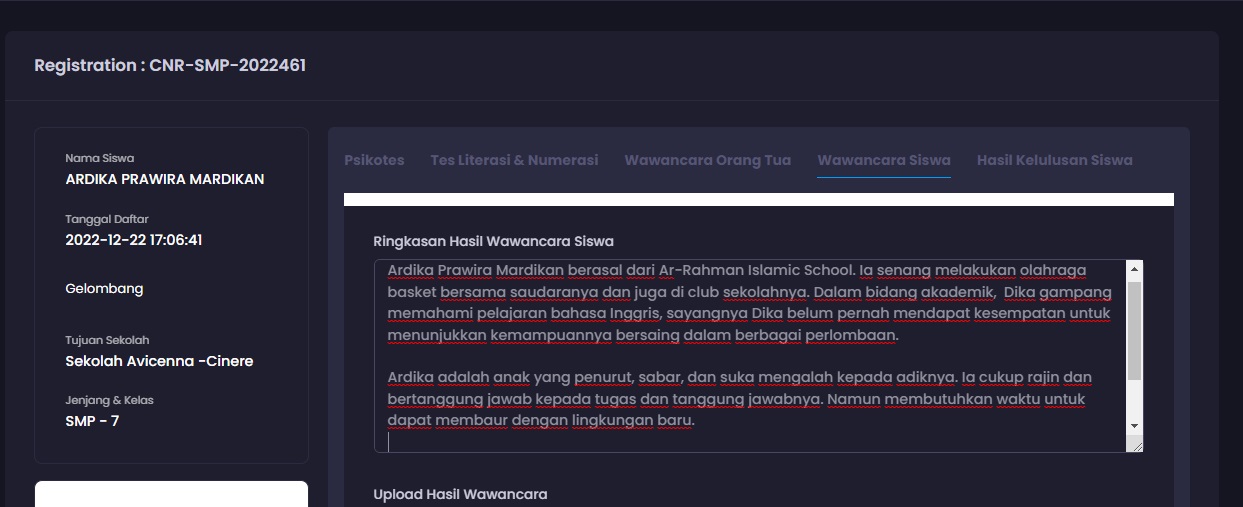 Registration : CNR-SMP-2022461
Nama Siswa
ARDIKA PRAWIRA MARDIKAN
Tanggal Daftar
2022-12-22 17:06:41
Gelombang
Tujuan Sekolah
Sekolah Avicenna -Cinere
Jenjang & Kelas
SMP - 7
Psikotes Tes Literasi & Numerasi Wawancara Orang Tua Wawancara Siswa Hasil Kelulusan Siswa
Ringkasan Hasil Wawancara Siswa
Ardika Prawira Mardikan berasal dari Ar-Rahman Islamic School. Ia senang melakukan olahraga
basket bersama saudaranya dan juga di club sekolahnya. Dalam bidang akademik,  Dika gampang
memahami pelajaran bahasa Inggris, sayangnya Dika belum pernah mendapat kesempatan untuk
menunjukkan kemampuannya bersaing dalam berbagai perlombaan.
Ardika adalah anak yang penurut, sabar, dan suka mengalah kepada adiknya. Ia cukup rajin dan
bertanggung jawab kepada tugas dan tanggung jawabnya. Namun membutuhkan waktu untuk
dapat membaur dengan lingkungan baru.
Upload Hasil Wawancara